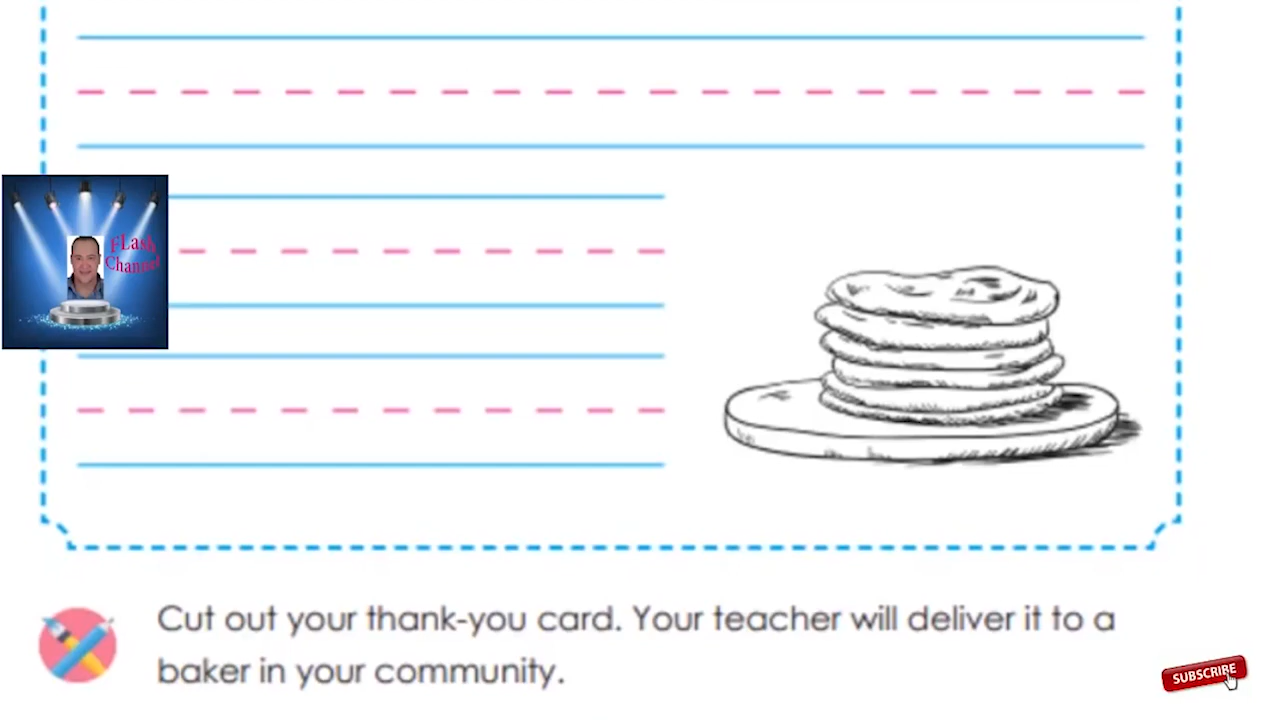 FLash
Channel
Cut out your thank-you card. Your teacher will deliver it to a
baker in your community.
SUBSCRIBE